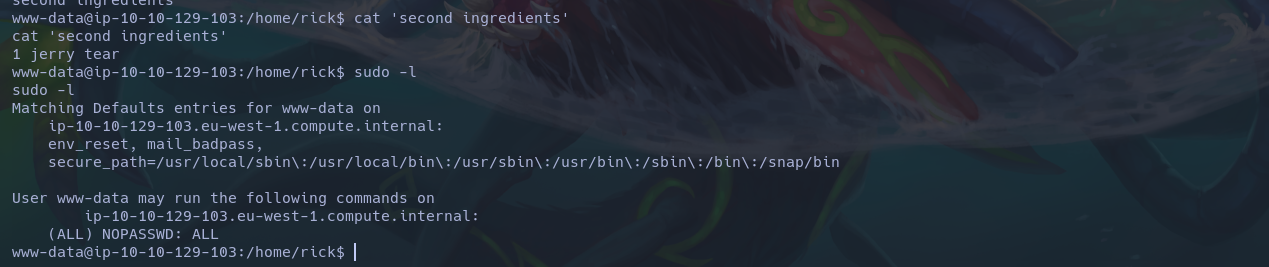 second ingredients
www-data@ip-10-10-129-103:/home/rick$ cat 'second ingredients'
cat 'second ingredients'
1 jerry tear
www-data@ip-10-10-129-103:/home/rick$ sudo -l
sudo -l
Matching Defaults entries for www-data on
    ip-10-10-129-103.eu-west-1.compute.internal:
    env_reset, mail_badpass,
    secure_path=/usr/local/sbin\:/usr/local/bin\:/usr/sbin\:/usr/bin\:/sbin\:/bin\:/snap/bin

User www-data may run the following commands on
        ip-10-10-129-103.eu-west-1.compute.internal:
    (ALL) NOPASSWD: ALL
www-data@ip-10-10-129-103:/home/rick$